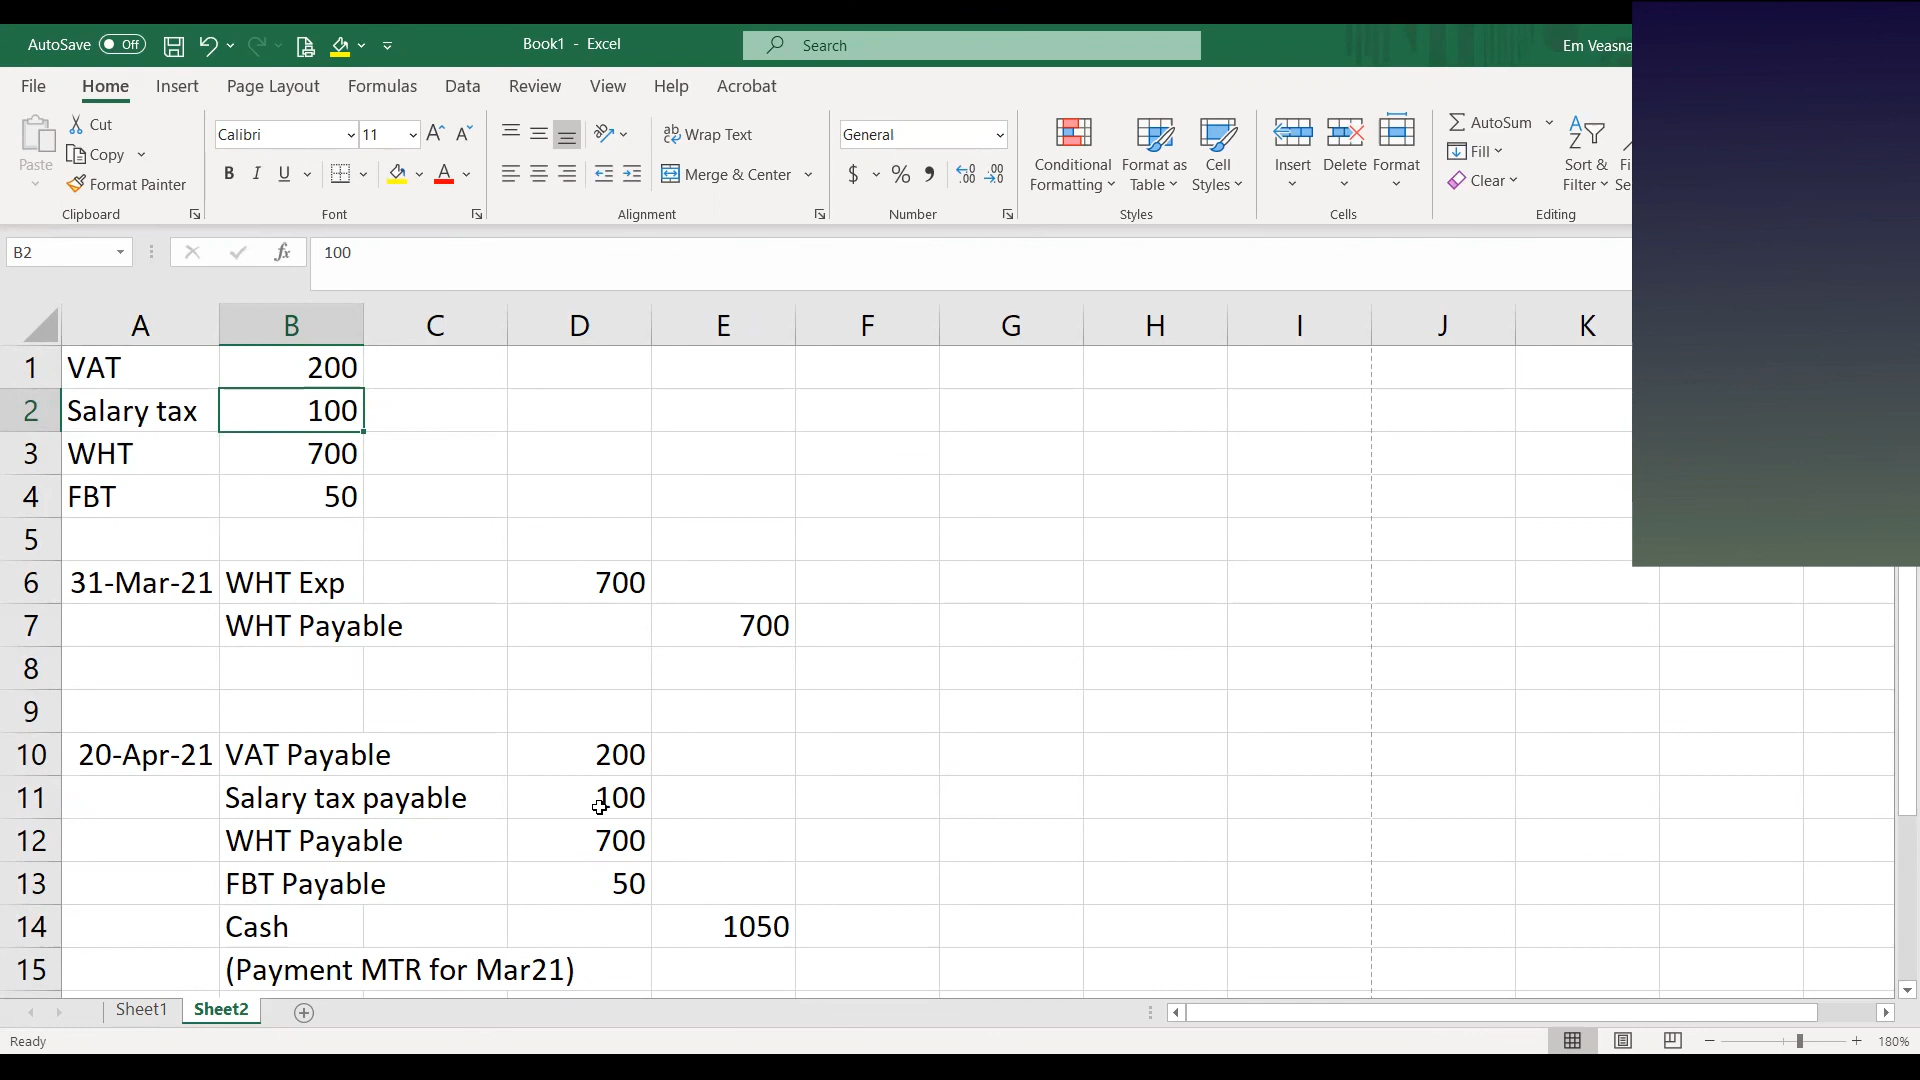 AutoSave Off Book1 - Excel Search Em Veasna
File Home Insert Page Layout Formulas Data Review View Help Acrobat
Paste Cut Copy Format Painter Clipboard
Calibri 11 B I U Font
Wrap Text Merge & Center Alignment
General $ % Number
Conditional Formatting Format as Table Cell Styles Styles
Insert Delete Format Cells
AutoSum Fill Clear Sort & Filter Editing
B2 fx 100
A B C D E F G H I J K
1 VAT 200
2 Salary tax 100
3 WHT 700
4 FBT 50
5
6 31-Mar-21 WHT Exp 700
7 WHT Payable 700
8
9
10 20-Apr-21 VAT Payable 200
11 Salary tax payable 100
12 WHT Payable 700
13 FBT Payable 50
14 Cash 1050
15 (Payment MTR for Mar21)
Sheet1 Sheet2
Ready 180%